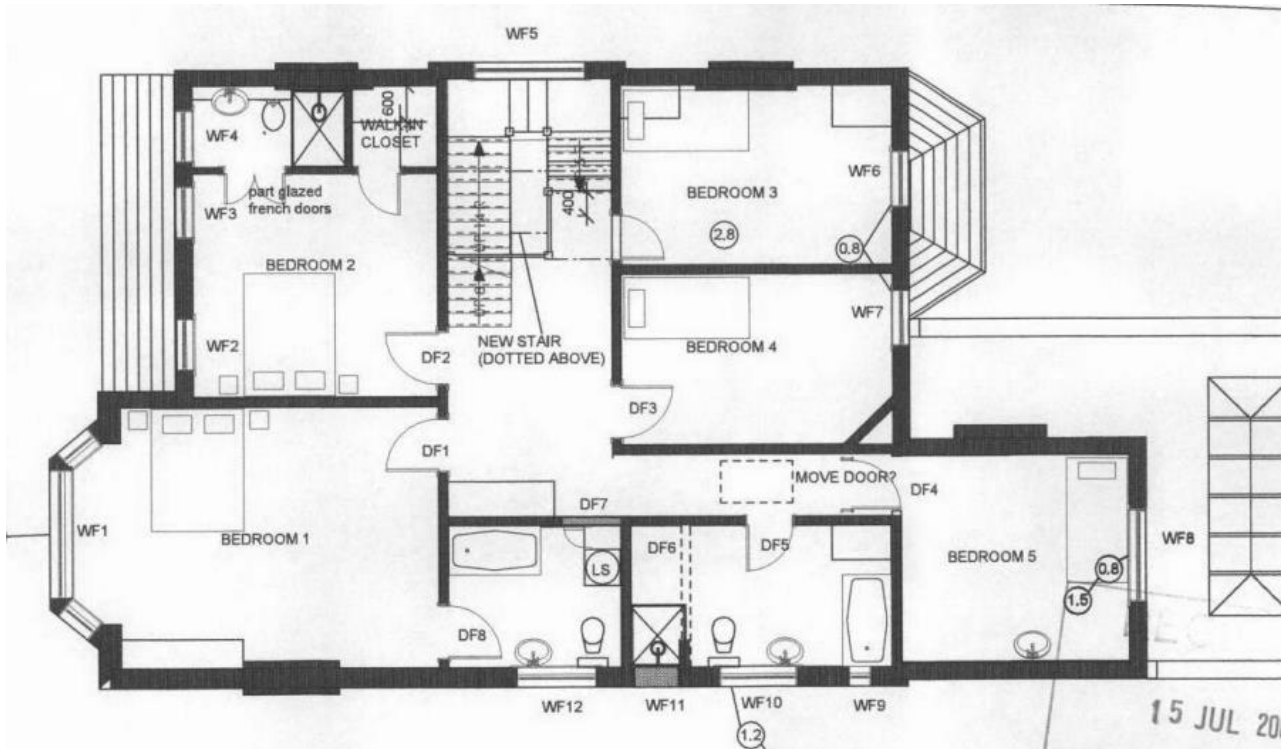 WF5
WF4
600
WALK-IN
CLOSET
WF3
part glazed
french doors
BEDROOM 2
400
BEDROOM 3
2.8
WF6
0.8
WF2
DF2
NEW STAIR
(DOTTED ABOVE)
BEDROOM 4
WF7
DF3
DF1
MOVE DOOR?
DF4
WF1
BEDROOM 1
DF7
DF6
DF5
LS
BEDROOM 5
0.8
WF8
1.5
DF8
WF12
WF11
WF10
WF9
1.2
15 JUL 20